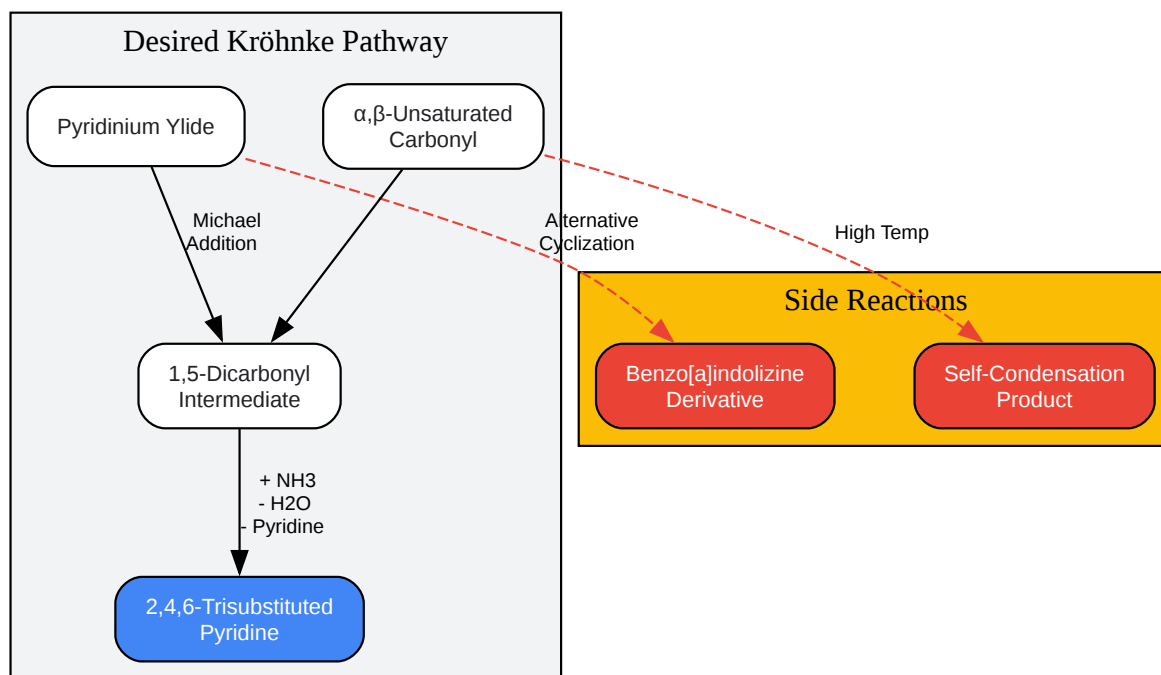 Desired Kröhnke Pathway
Pyridinium Ylide
α,β-Unsaturated
Carbonyl
Michael
Addition
Alternative
Cyclization
High Temp
Side Reactions
1,5-Dicarbonyl
Intermediate
Benzo[a]indolizine
Derivative
Self-Condensation
Product
+ NH3
- H2O
- Pyridine
2,4,6-Trisubstituted
Pyridine